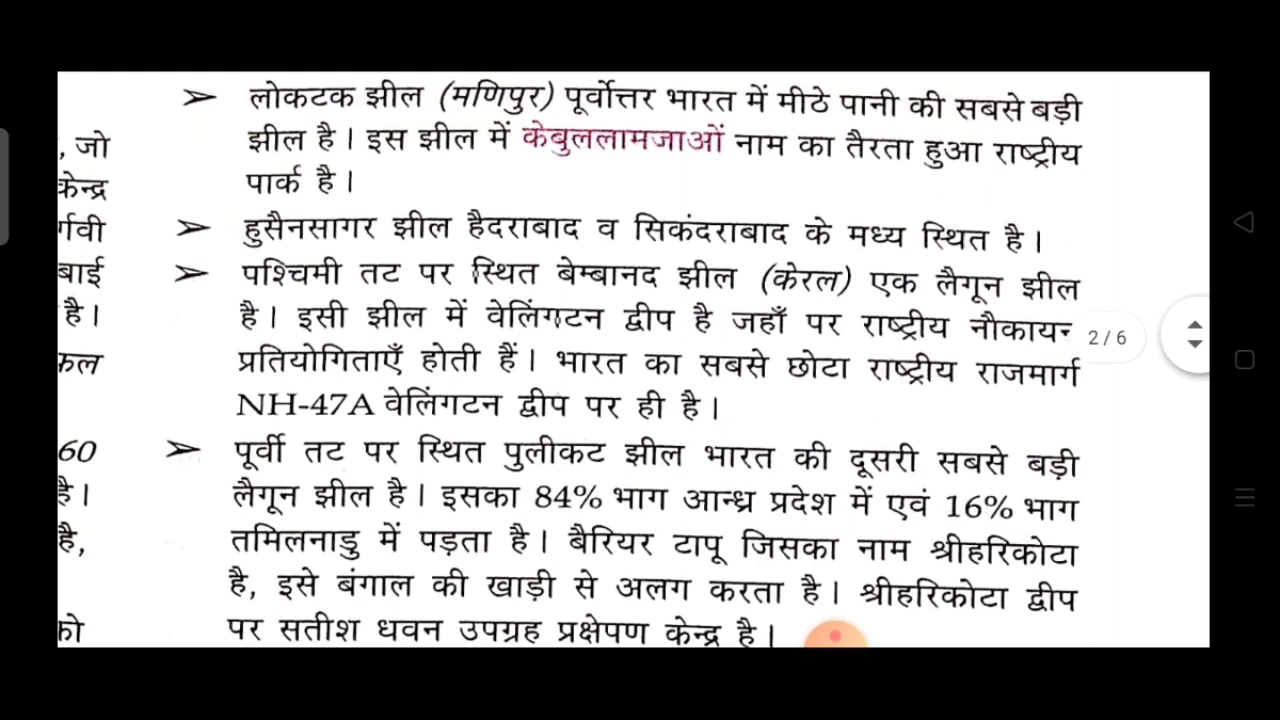 ➢ लोकटक झील (मणिपुर) पूर्वोत्तर भारत में मीठे पानी की सबसे बड़ी
, जो
झील है। इस झील में केबुललामजाओं नाम का तैरता हुआ राष्ट्रीय
केन्द्र
पार्क है।
र्गवी
➢ हुसैनसागर झील हैदराबाद व सिकंदराबाद के मध्य स्थित है।
बाई
➢ पश्चिमी तट पर स्थित बेम्बानद झील (केरल) एक लैगून झील
है।
है। इसी झील में वेलिंगटन द्वीप है जहाँ पर राष्ट्रीय नौकायन
2/6
कल
प्रतियोगिताएँ होती हैं। भारत का सबसे छोटा राष्ट्रीय राजमार्ग
NH-47A वेलिंगटन द्वीप पर ही है।
60
➢ पूर्वी तट पर स्थित पुलीकट झील भारत की दूसरी सबसे बड़ी
है।
लैगून झील है। इसका 84% भाग आन्ध्र प्रदेश में एवं 16% भाग
है,
तमिलनाडु में पड़ता है। बैरियर टापू जिसका नाम श्रीहरिकोटा
है, इसे बंगाल की खाड़ी से अलग करता है। श्रीहरिकोटा द्वीप
को
पर सतीश धवन उपग्रह प्रक्षेपण केन्द्र है।